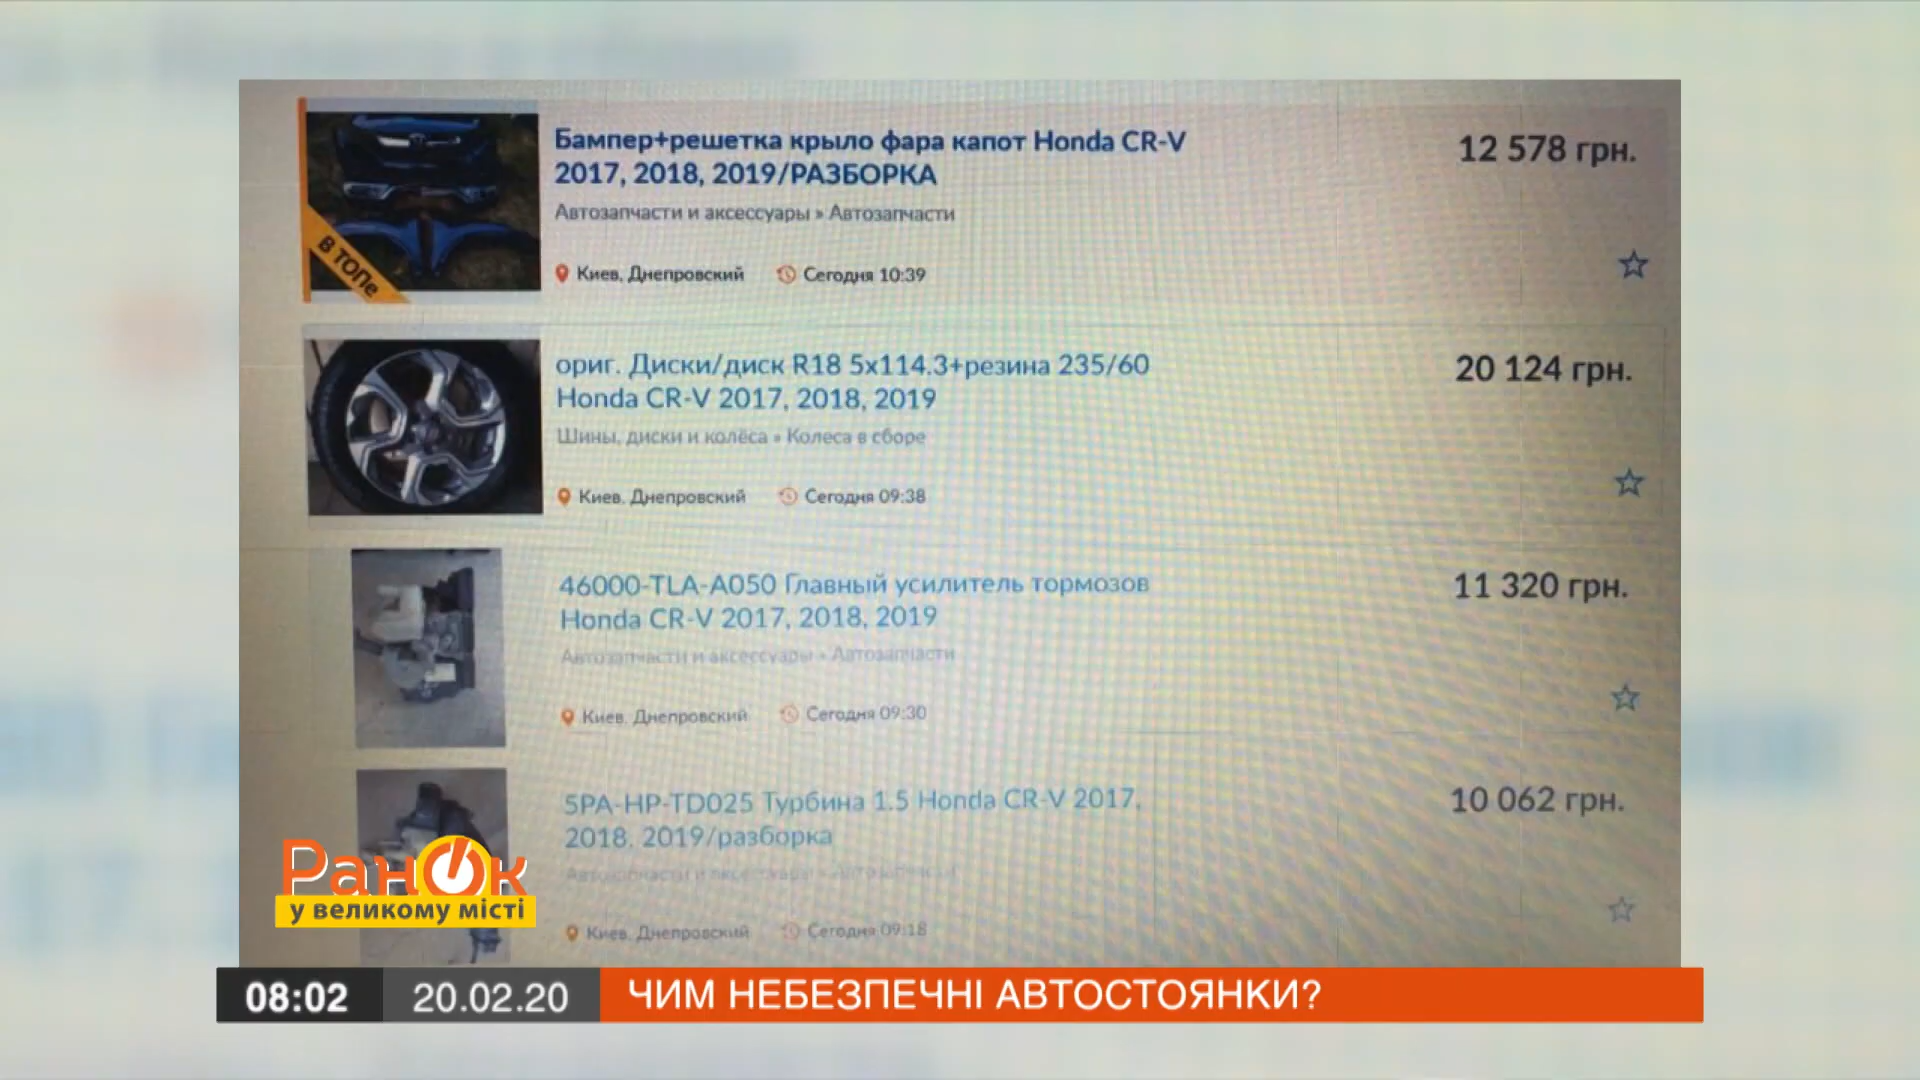 Бампер+решетка крыло фара капот Honda CR-V
2017, 2018, 2019/РАЗБОРКА
12 578 грн.
Автозапчасти и аксессуары » Автозапчасти
В ТОПе
Киев, Днепровский
Сегодня 10:39
ориг. Диски/диск R18 5x114.3+резина 235/60
Honda CR-V 2017, 2018, 2019
20 124 грн.
Шины, диски и колёса » Колеса в сборе
Киев, Днепровский
Сегодня 09:38
46000-TLA-A050 Главный усилитель тормозов
Honda CR-V 2017, 2018, 2019
11 320 грн.
Автозапчасти и аксессуары » Автозапчасти
Киев, Днепровский
Сегодня 09:30
5PA-HP-TD025 Турбина 1.5 Honda CR-V 2017,
2018, 2019/разборка
10 062 грн.
Автозапчасти и аксессуары » Автозапчасти
Киев, Днепровский
Сегодня 09:18
Ранок
у великому місті
08:02
20.02.20
ЧИМ НЕБЕЗПЕЧНІ АВТОСТОЯНКИ?